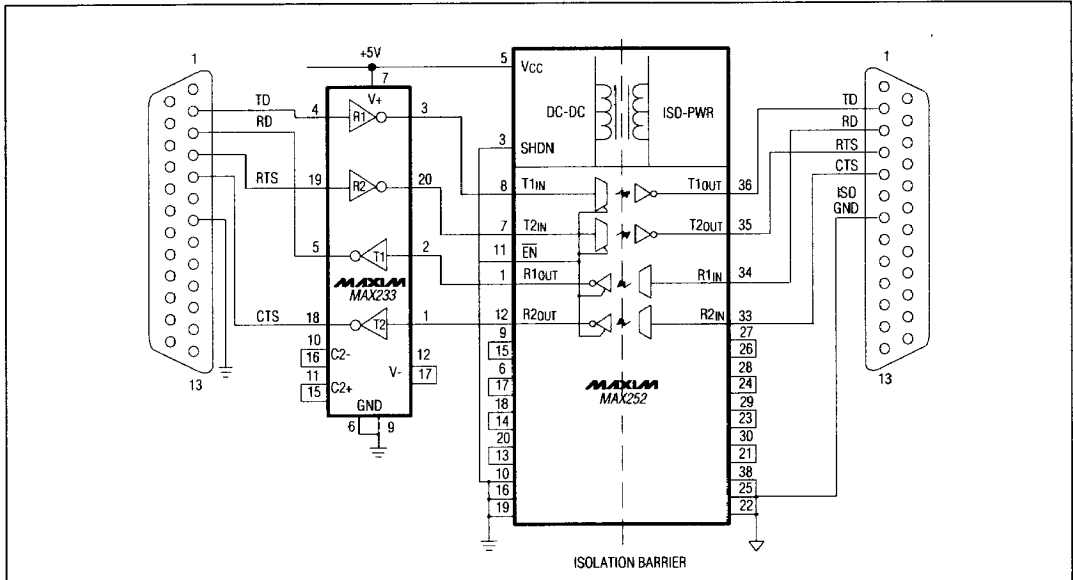 1
+5V
7
5
VCC
1
TD
4
V+
R1
3
DC-DC
ISO-PWR
TD
RD
3
SHDN
RD
RTS
RTS
19
R2
20
8
T1IN
T1OUT
36
CTS
7
T2IN
T2OUT
35
ISO
GND
5
T1
2
11
EN
1
R1OUT
R1IN
34
MAXIM
MAX233
CTS
18
T2
1
12
R2OUT
R2IN
33
10
16
C2-
12
17
V-
11
15
C2+
GND
6
9
13
9
15
6
17
18
14
20
13
10
16
19
MAXIM
MAX252
27
26
28
24
29
23
30
21
38
25
22
13
ISOLATION BARRIER